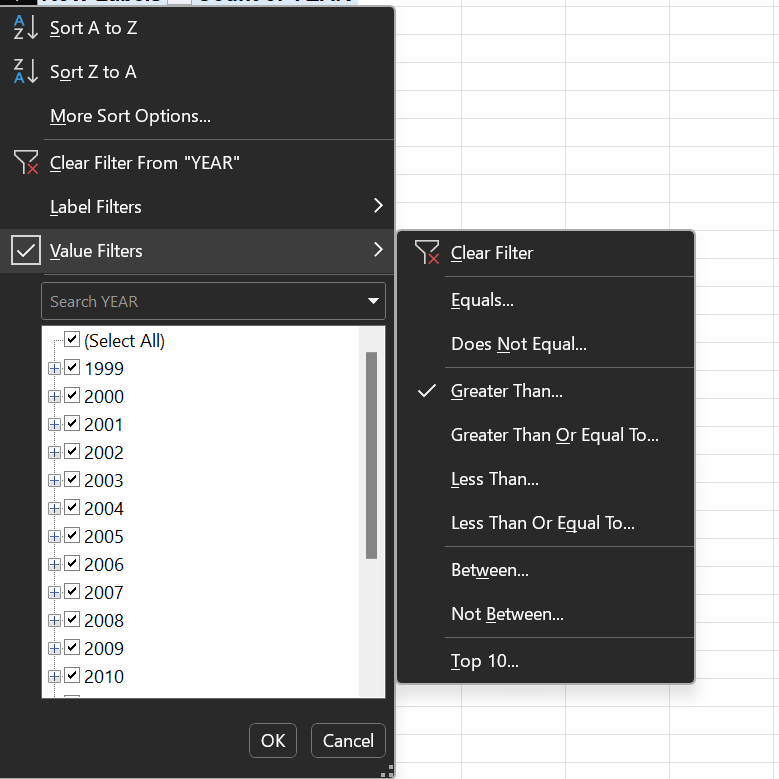 Sort A to Z
Sort Z to A
More Sort Options...
Clear Filter From "YEAR"
Label Filters
Value Filters
Search YEAR
(Select All)
1999
2000
2001
2002
2003
2004
2005
2006
2007
2008
2009
2010
OK
Cancel
Clear Filter
Equals...
Does Not Equal...
Greater Than...
Greater Than Or Equal To...
Less Than...
Less Than Or Equal To...
Between...
Not Between...
Top 10...